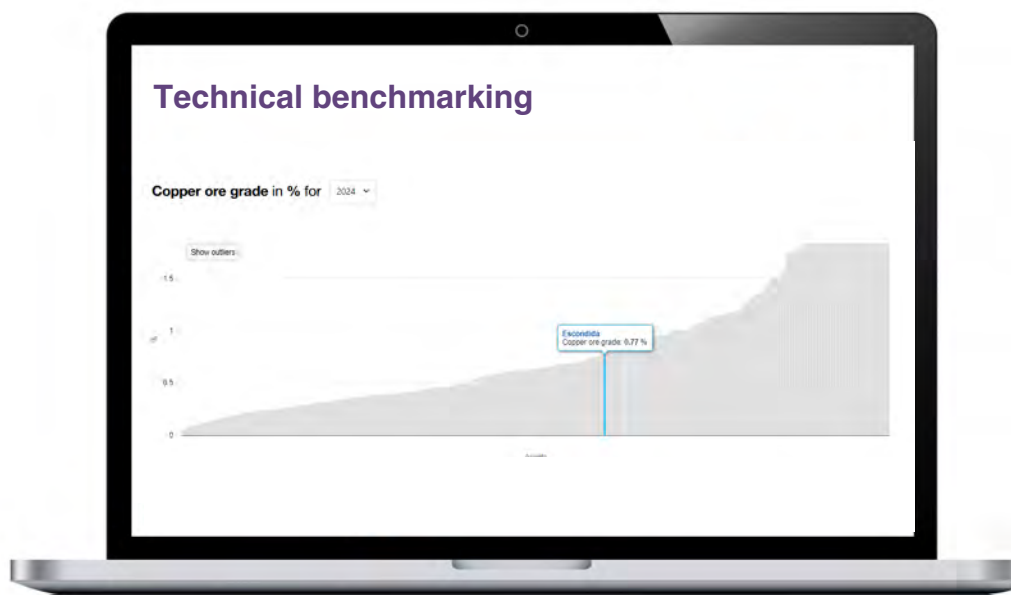 Technical benchmarking
Copper ore grade in % for 2024
Show outliers
1.5
1
%
0.5
0
Escondida
Copper ore grade: 0.77 %